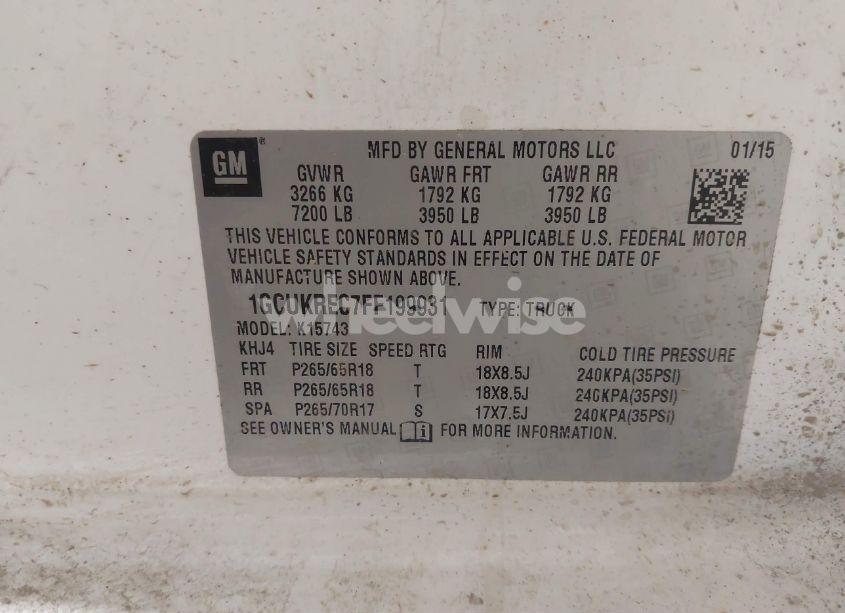 GM
MFD BY GENERAL MOTORS LLC 01/15
GVWR GAWR FRT GAWR RR
3266 KG 1792 KG 1792 KG
7200 LB 3950 LB 3950 LB
THIS VEHICLE CONFORMS TO ALL APPLICABLE U.S. FEDERAL MOTOR
VEHICLE SAFETY STANDARDS IN EFFECT ON THE DATE OF
MANUFACTURE SHOWN ABOVE.
1GCUKREC7FF199931 TYPE: TRUCK
wheelwise
MODEL: K15743
KHJ4 TIRE SIZE SPEED RTG RIM COLD TIRE PRESSURE
FRT P265/65R18 T 18X8.5J 240KPA(35PSI)
RR P265/65R18 T 18X8.5J 240KPA(35PSI)
SPA P265/70R17 S 17X7.5J 240KPA(35PSI)
SEE OWNER'S MANUAL FOR MORE INFORMATION.